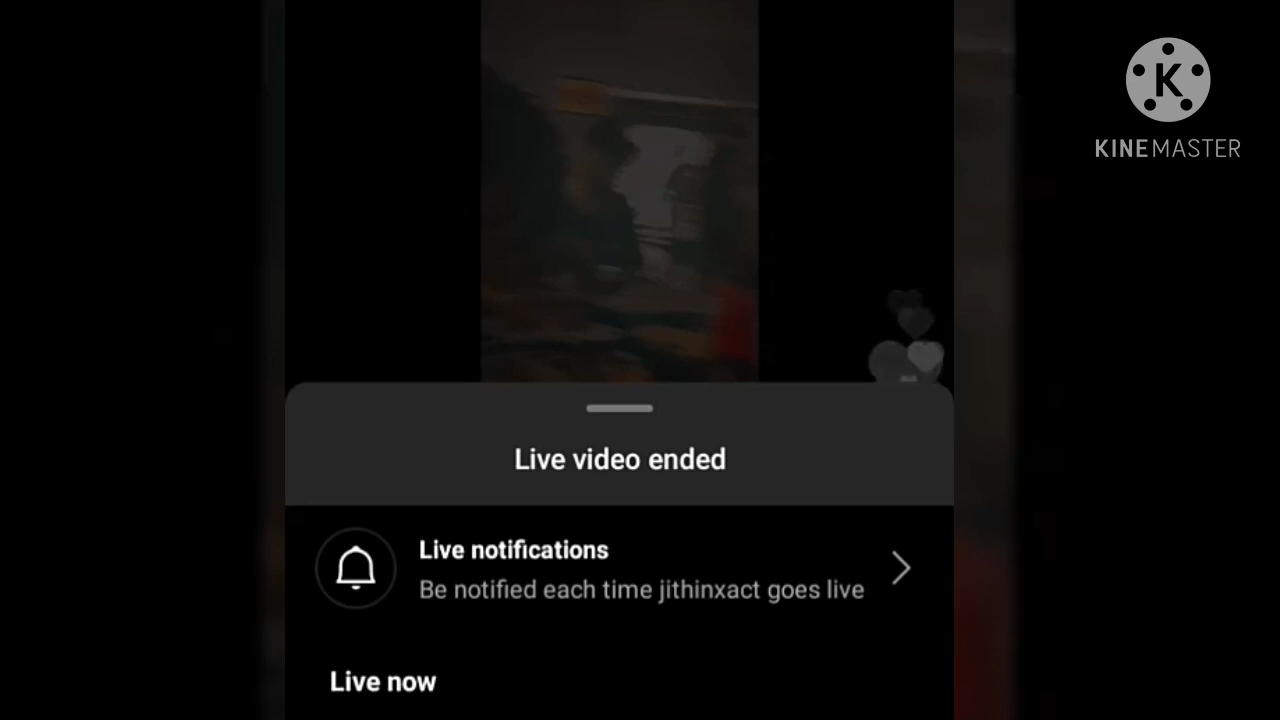 K
KINEMASTER
Live video ended
Live notifications
Be notified each time jithinxact goes live
Live now